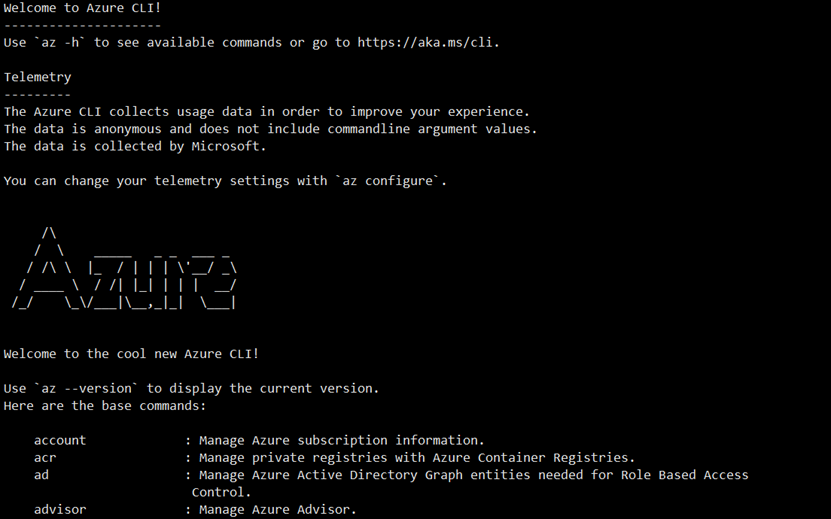 Welcome to Azure CLI!
---------------------
Use `az -h` to see available commands or go to https://aka.ms/cli.

Telemetry
---------
The Azure CLI collects usage data in order to improve your experience.
The data is anonymous and does not include commandline argument values.
The data is collected by Microsoft.

You can change your telemetry settings with `az configure`.


     /\
    /  \    _____   _ _  ___ _
   / /\ \  |_  / | | | \'__/ _\
  / ____ \  / /| |_| | | |  __/
 /_/    \_\/___|\__,_|_|  \___|


Welcome to the cool new Azure CLI!

Use `az --version` to display the current version.
Here are the base commands:

    account             : Manage Azure subscription information.
    acr                 : Manage private registries with Azure Container Registries.
    ad                  : Manage Azure Active Directory Graph entities needed for Role Based Access
                         Control.
    advisor             : Manage Azure Advisor.